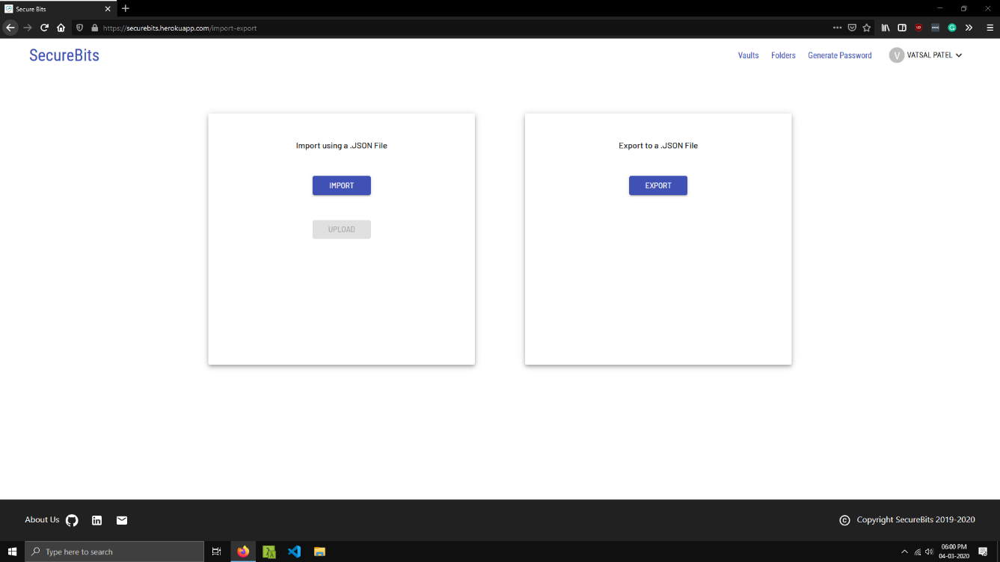 Secure Bits
https://securebits.herokuapp.com/import-export
SecureBits
Vaults Folders Generate Password V VATSAL PATEL
Import using a .JSON File
IMPORT
UPLOAD
Export to a .JSON File
EXPORT
About Us
© Copyright SecureBits 2019-2020
Type here to search
06:00 PM
04-03-2020